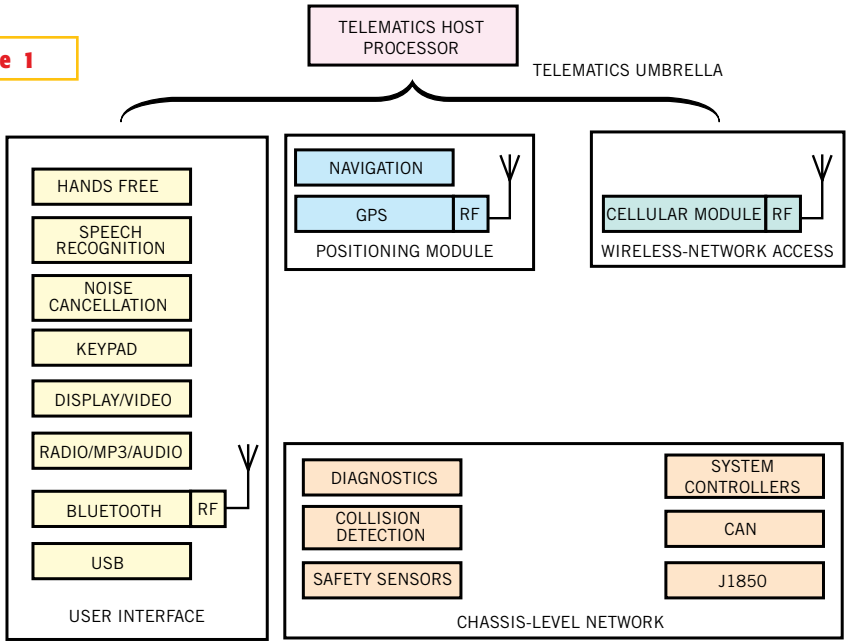 e 1
TELEMATICS HOST
PROCESSOR
TELEMATICS UMBRELLA
HANDS FREE
SPEECH
RECOGNITION
NOISE
CANCELLATION
KEYPAD
DISPLAY/VIDEO
RADIO/MP3/AUDIO
BLUETOOTH RF
USB
USER INTERFACE
NAVIGATION
GPS RF
POSITIONING MODULE
CELLULAR MODULE RF
WIRELESS-NETWORK ACCESS
DIAGNOSTICS
COLLISION
DETECTION
SAFETY SENSORS
SYSTEM
CONTROLLERS
CAN
J1850
CHASSIS-LEVEL NETWORK